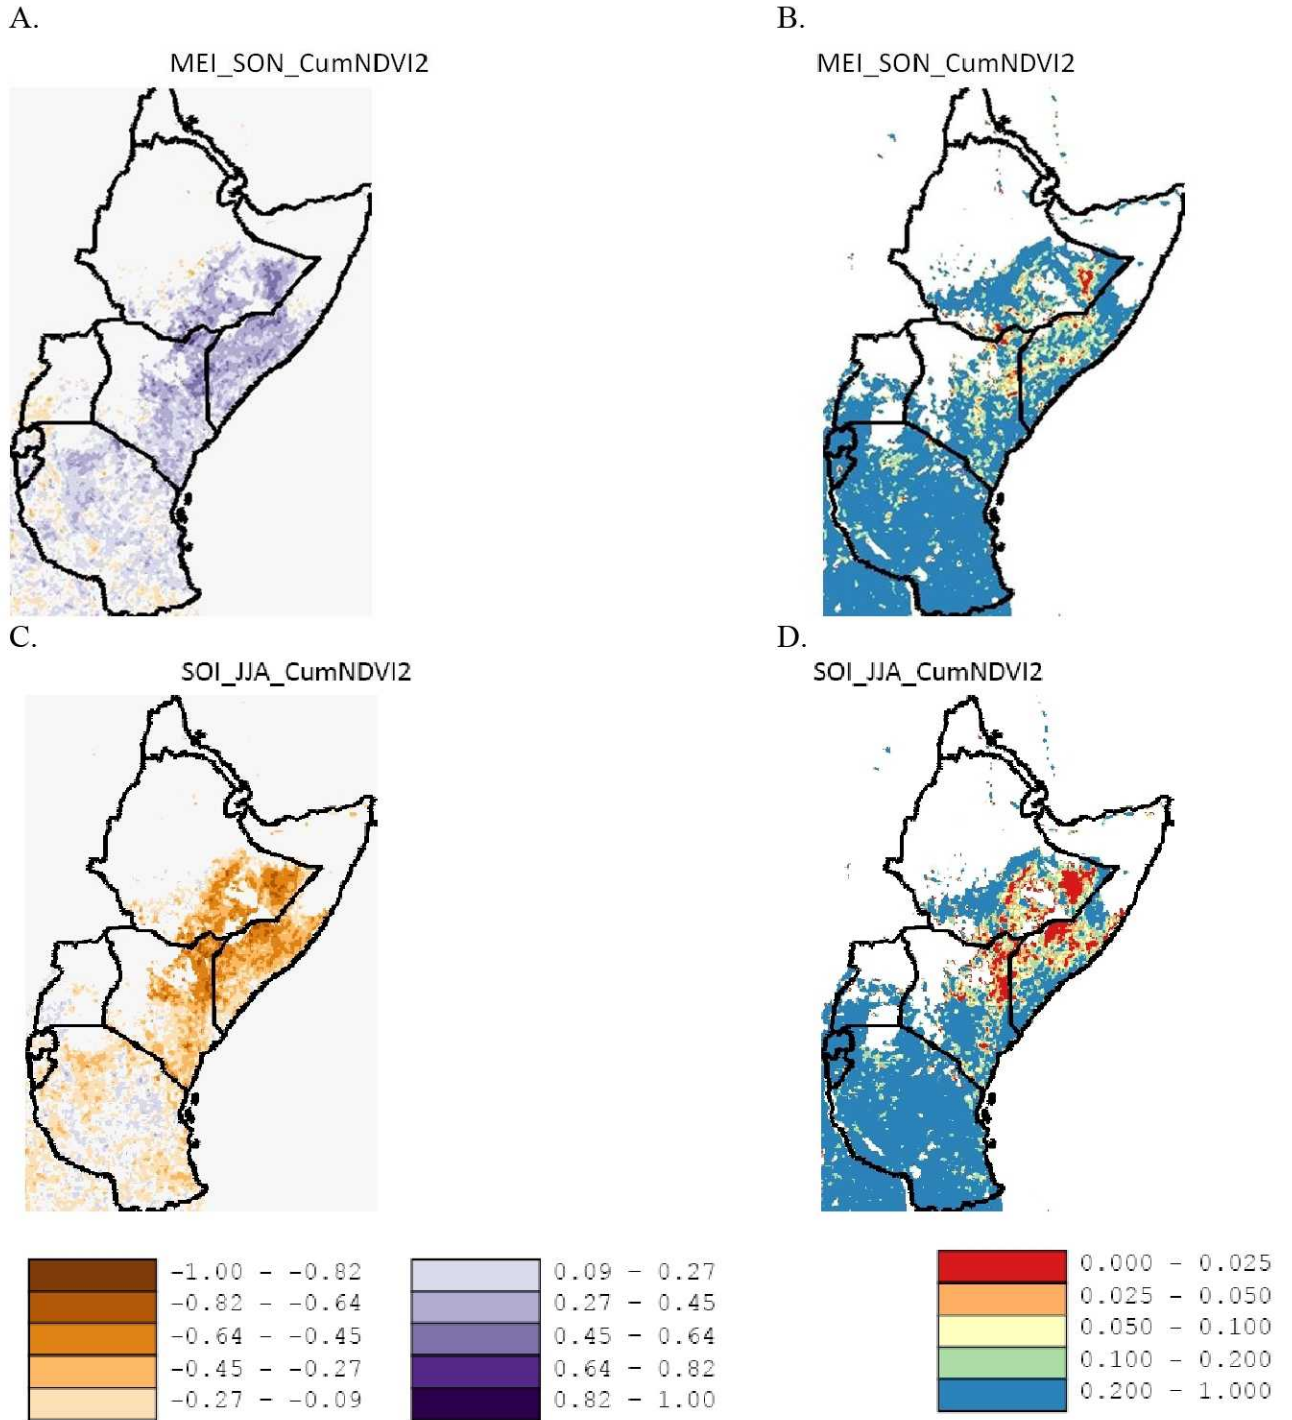 A.
B.
MEI_SON_CumNDVI2
MEI_SON_CumNDVI2
C.
D.
SOI_JJA_CumNDVI2
SOI_JJA_CumNDVI2
-1.00 - -0.82
-0.82 - -0.64
-0.64 - -0.45
-0.45 - -0.27
-0.27 - -0.09
0.09 - 0.27
0.27 - 0.45
0.45 - 0.64
0.64 - 0.82
0.82 - 1.00
0.000 - 0.025
0.025 - 0.050
0.050 - 0.100
0.100 - 0.200
0.200 - 1.000